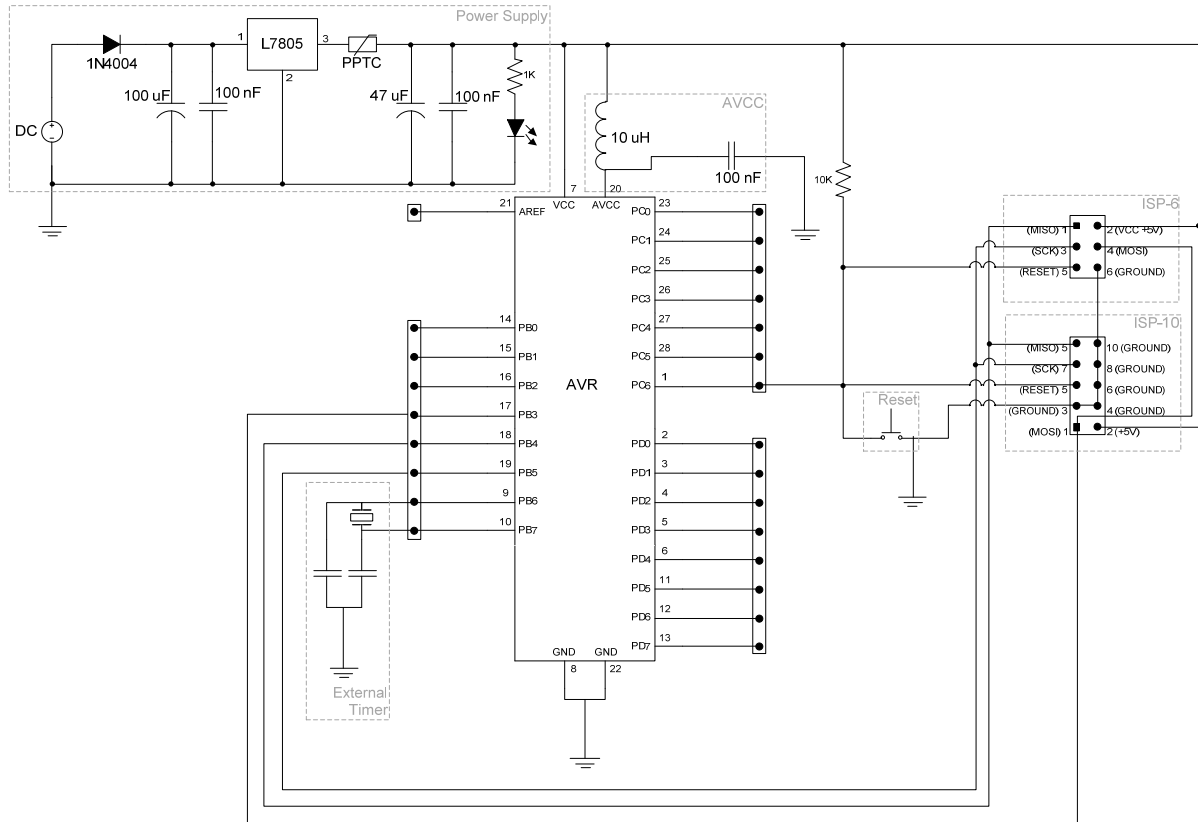 Power Supply
1 L7805 3
1N4004
PPTC
2
1K
100 uF 100 nF
47 uF 100 nF
DC
AVCC
10 uH
100 nF
10K
7 20
VCC AVCC
21 AREF
PC0 23
PC1 24
PC2 25
PC3 26
PC4 27
PC5 28
PC6 1
14 PB0
15 PB1
16 PB2
17 PB3
18 PB4
19 PB5
9 PB6
10 PB7
AVR
PD0 2
PD1 3
PD2 4
PD3 5
PD4 6
PD5 11
PD6 12
PD7 13
GND GND
8 22
External
Timer
Reset
ISP-6
(MISO) 1 2 (VCC +5V)
(SCK) 3 4 (MOSI)
(RESET) 5 6 (GROUND)
ISP-10
(MISO) 5 10 (GROUND)
(SCK) 7 8 (GROUND)
(RESET) 5 6 (GROUND)
(GROUND) 3 4 (GROUND)
(MOSI) 1 2 (+5V)